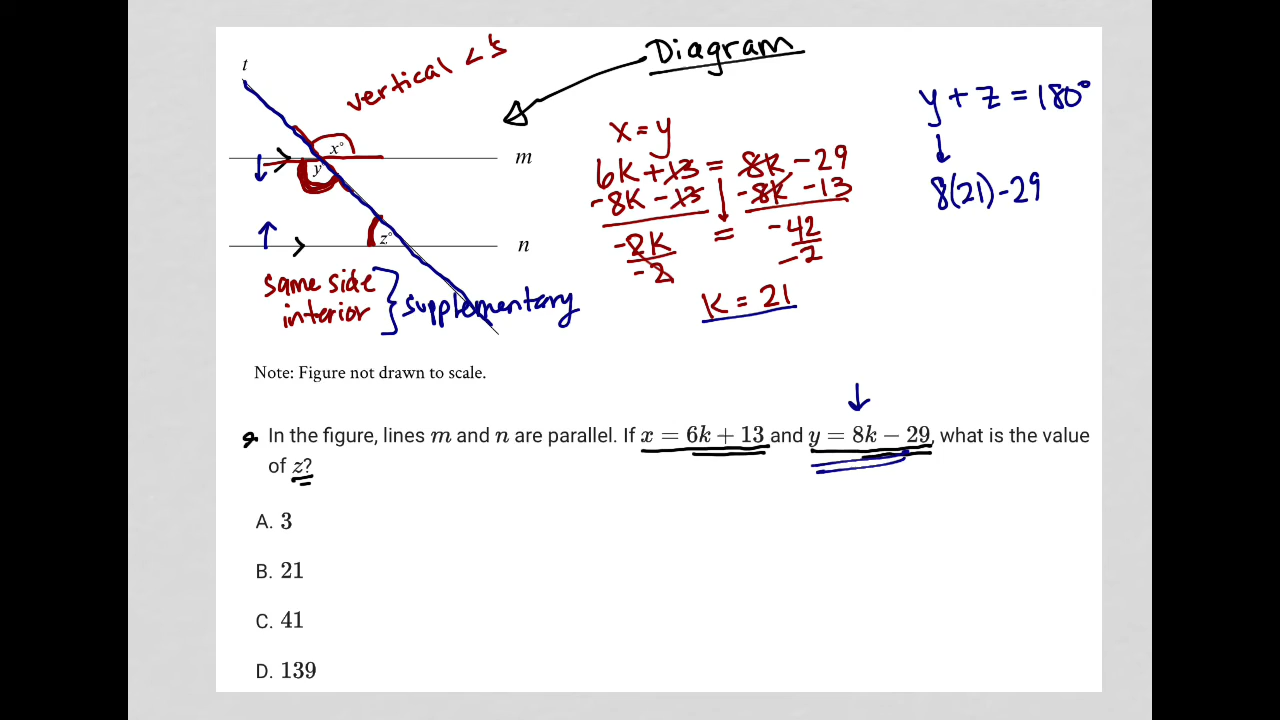 Diagram
vertical <'s
t
x°
m
y°
z°
n
same side
interior
supplementary
x = y
6k + 13 = 8k - 29
-8k - 13 -8k - 13
-2k = -42
-2 -2
k = 21
y + z = 180°
8(21) - 29
Note: Figure not drawn to scale.
In the figure, lines m and n are parallel. If x = 6k + 13 and y = 8k − 29, what is the value
of z?
A. 3
B. 21
C. 41
D. 139